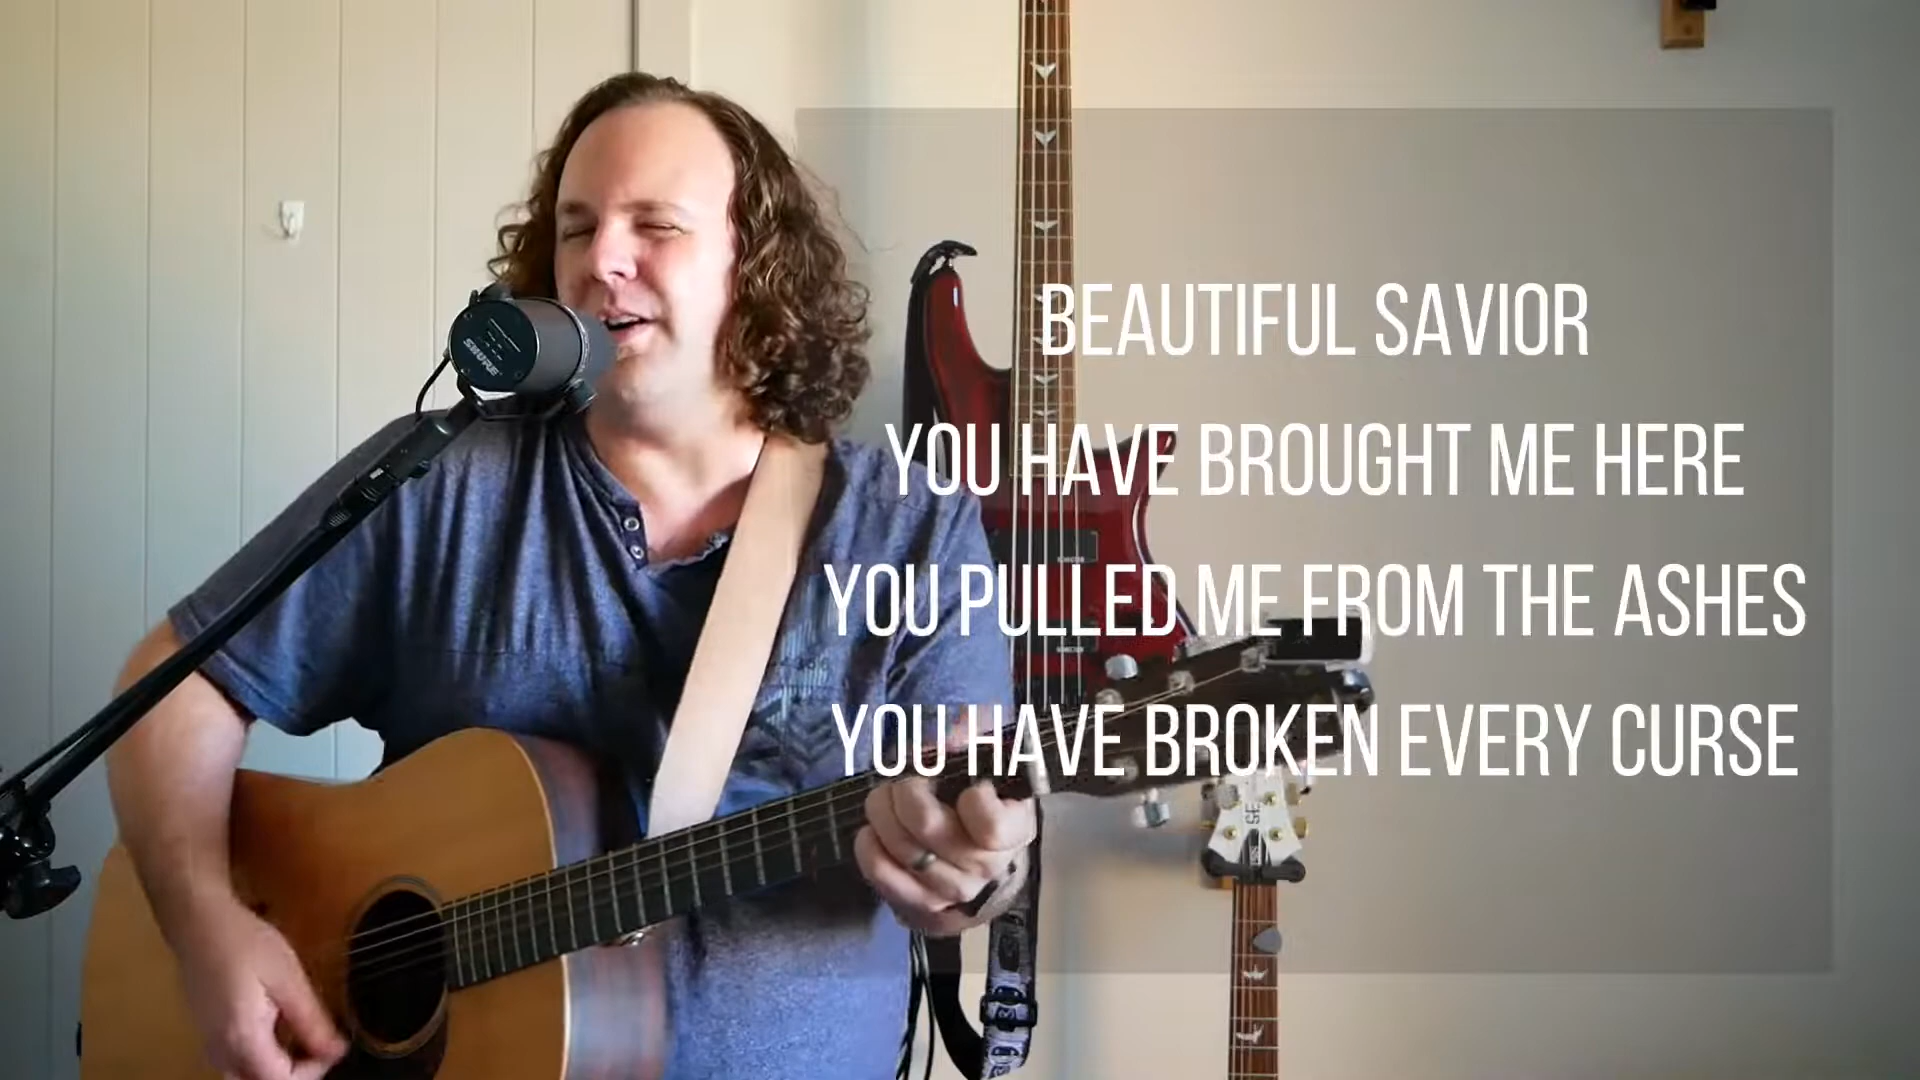 BEAUTIFUL SAVIOR
YOU HAVE BROUGHT ME HERE
YOU PULLED ME FROM THE ASHES
YOU HAVE BROKEN EVERY CURSE
SHURE
SE